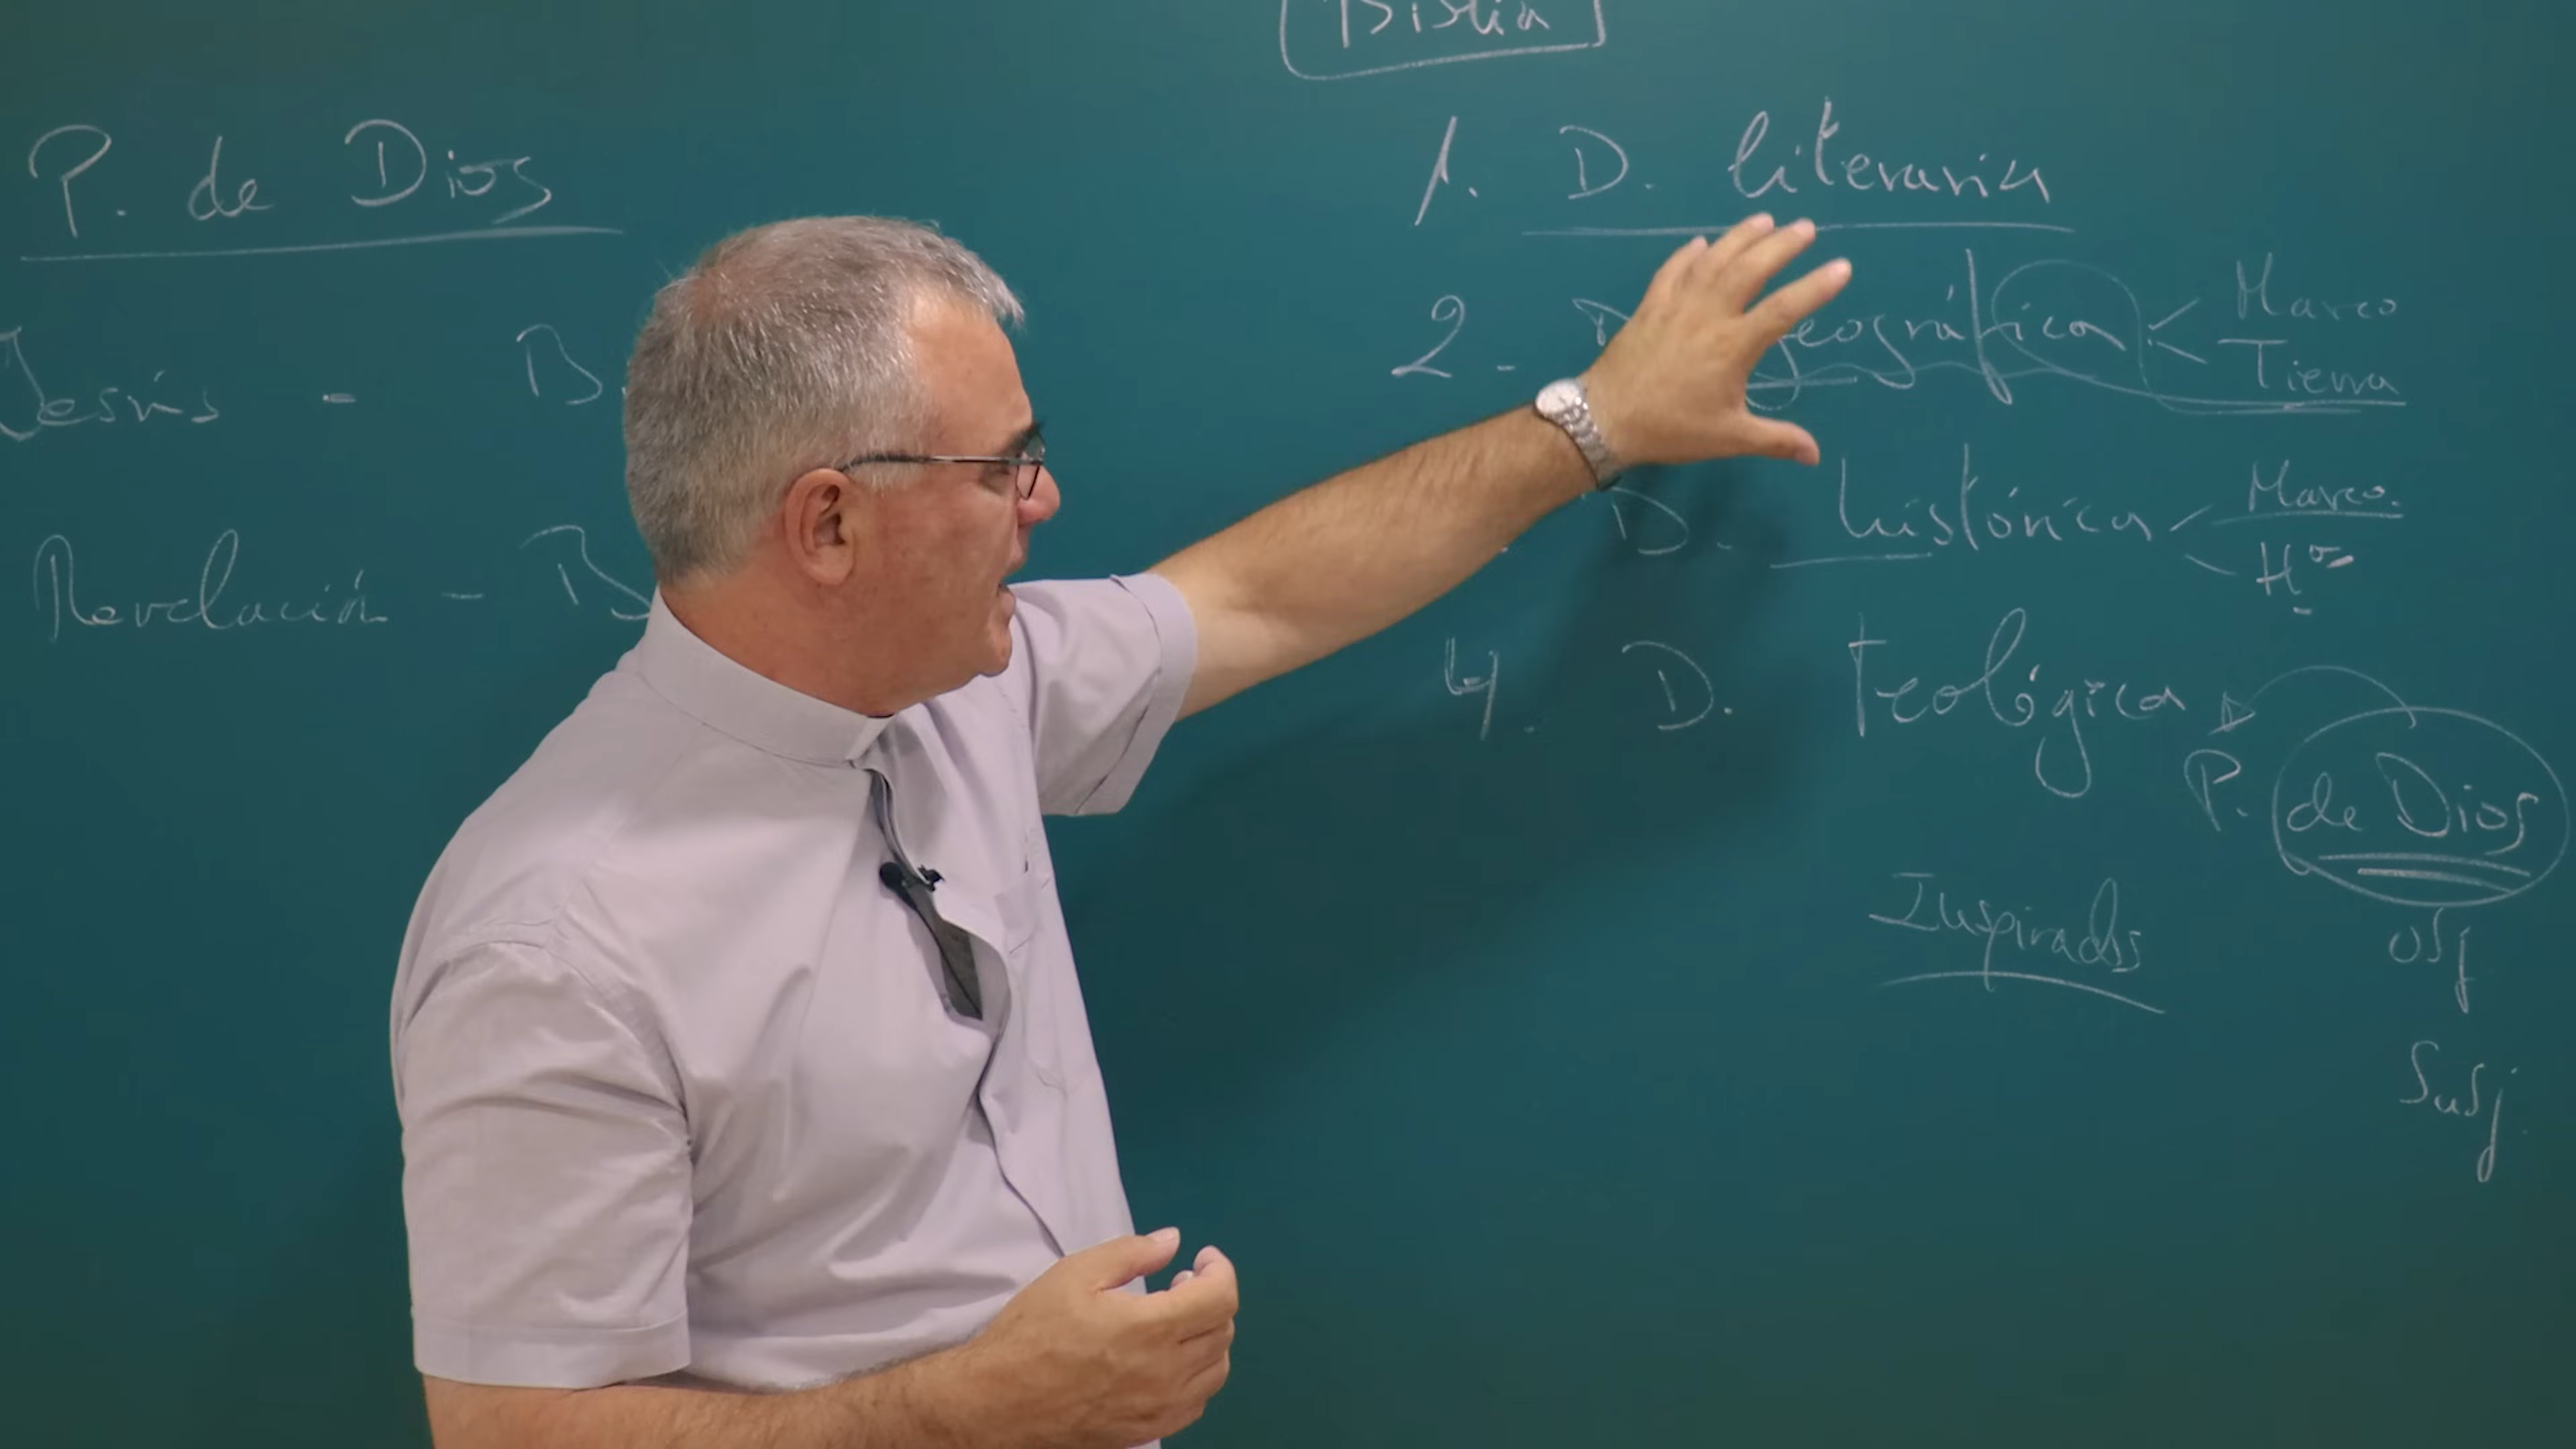 Biblia
P. de Dios
Jesús - B.
Revelación - B
1. D. literaria
2. D. geográfica < Marco
Tierra
D. histórica < Marco.
Hª
4. D. Teológica
P. de Dios
Inspirados
obj
Subj.